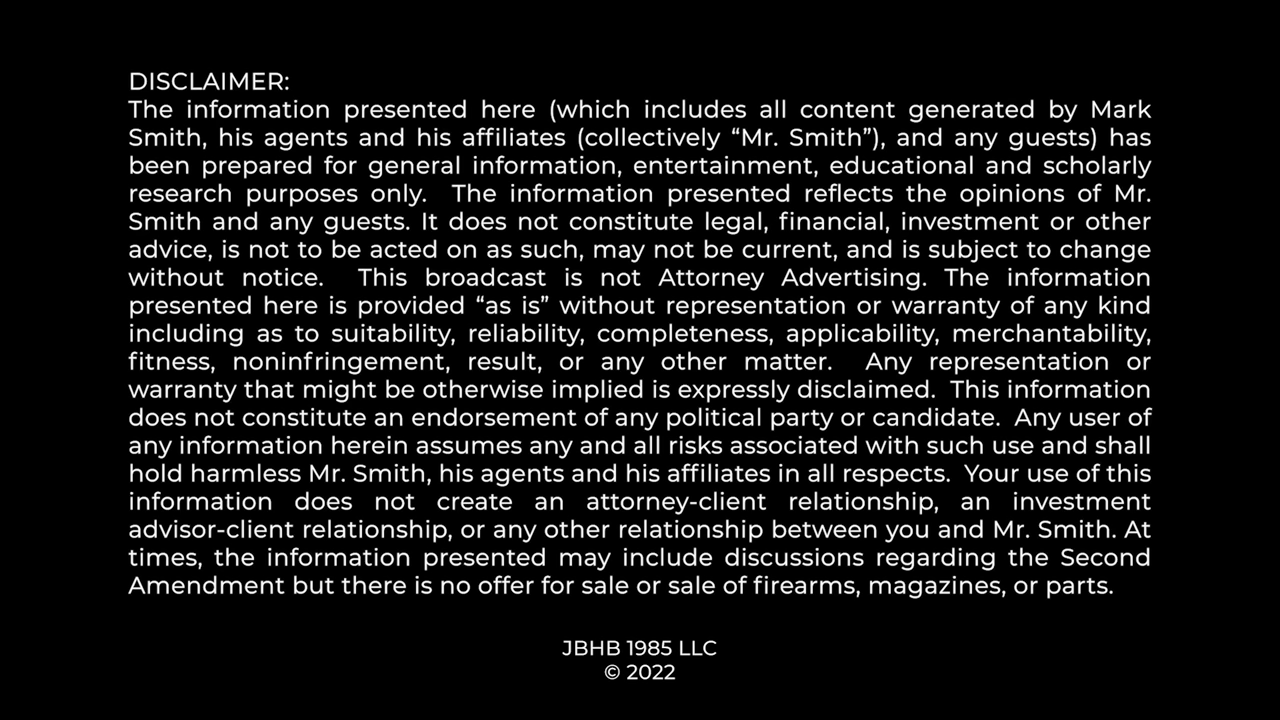 DISCLAIMER:
The information presented here (which includes all content generated by Mark
Smith, his agents and his affiliates (collectively “Mr. Smith”), and any guests) has
been prepared for general information, entertainment, educational and scholarly
research purposes only. The information presented reflects the opinions of Mr.
Smith and any guests. It does not constitute legal, financial, investment or other
advice, is not to be acted on as such, may not be current, and is subject to change
without notice. This broadcast is not Attorney Advertising. The information
presented here is provided “as is” without representation or warranty of any kind
including as to suitability, reliability, completeness, applicability, merchantability,
fitness, noninfringement, result, or any other matter. Any representation or
warranty that might be otherwise implied is expressly disclaimed. This information
does not constitute an endorsement of any political party or candidate. Any user of
any information herein assumes any and all risks associated with such use and shall
hold harmless Mr. Smith, his agents and his affiliates in all respects. Your use of this
information does not create an attorney-client relationship, an investment
advisor-client relationship, or any other relationship between you and Mr. Smith. At
times, the information presented may include discussions regarding the Second
Amendment but there is no offer for sale or sale of firearms, magazines, or parts.
JBHB 1985 LLC
© 2022